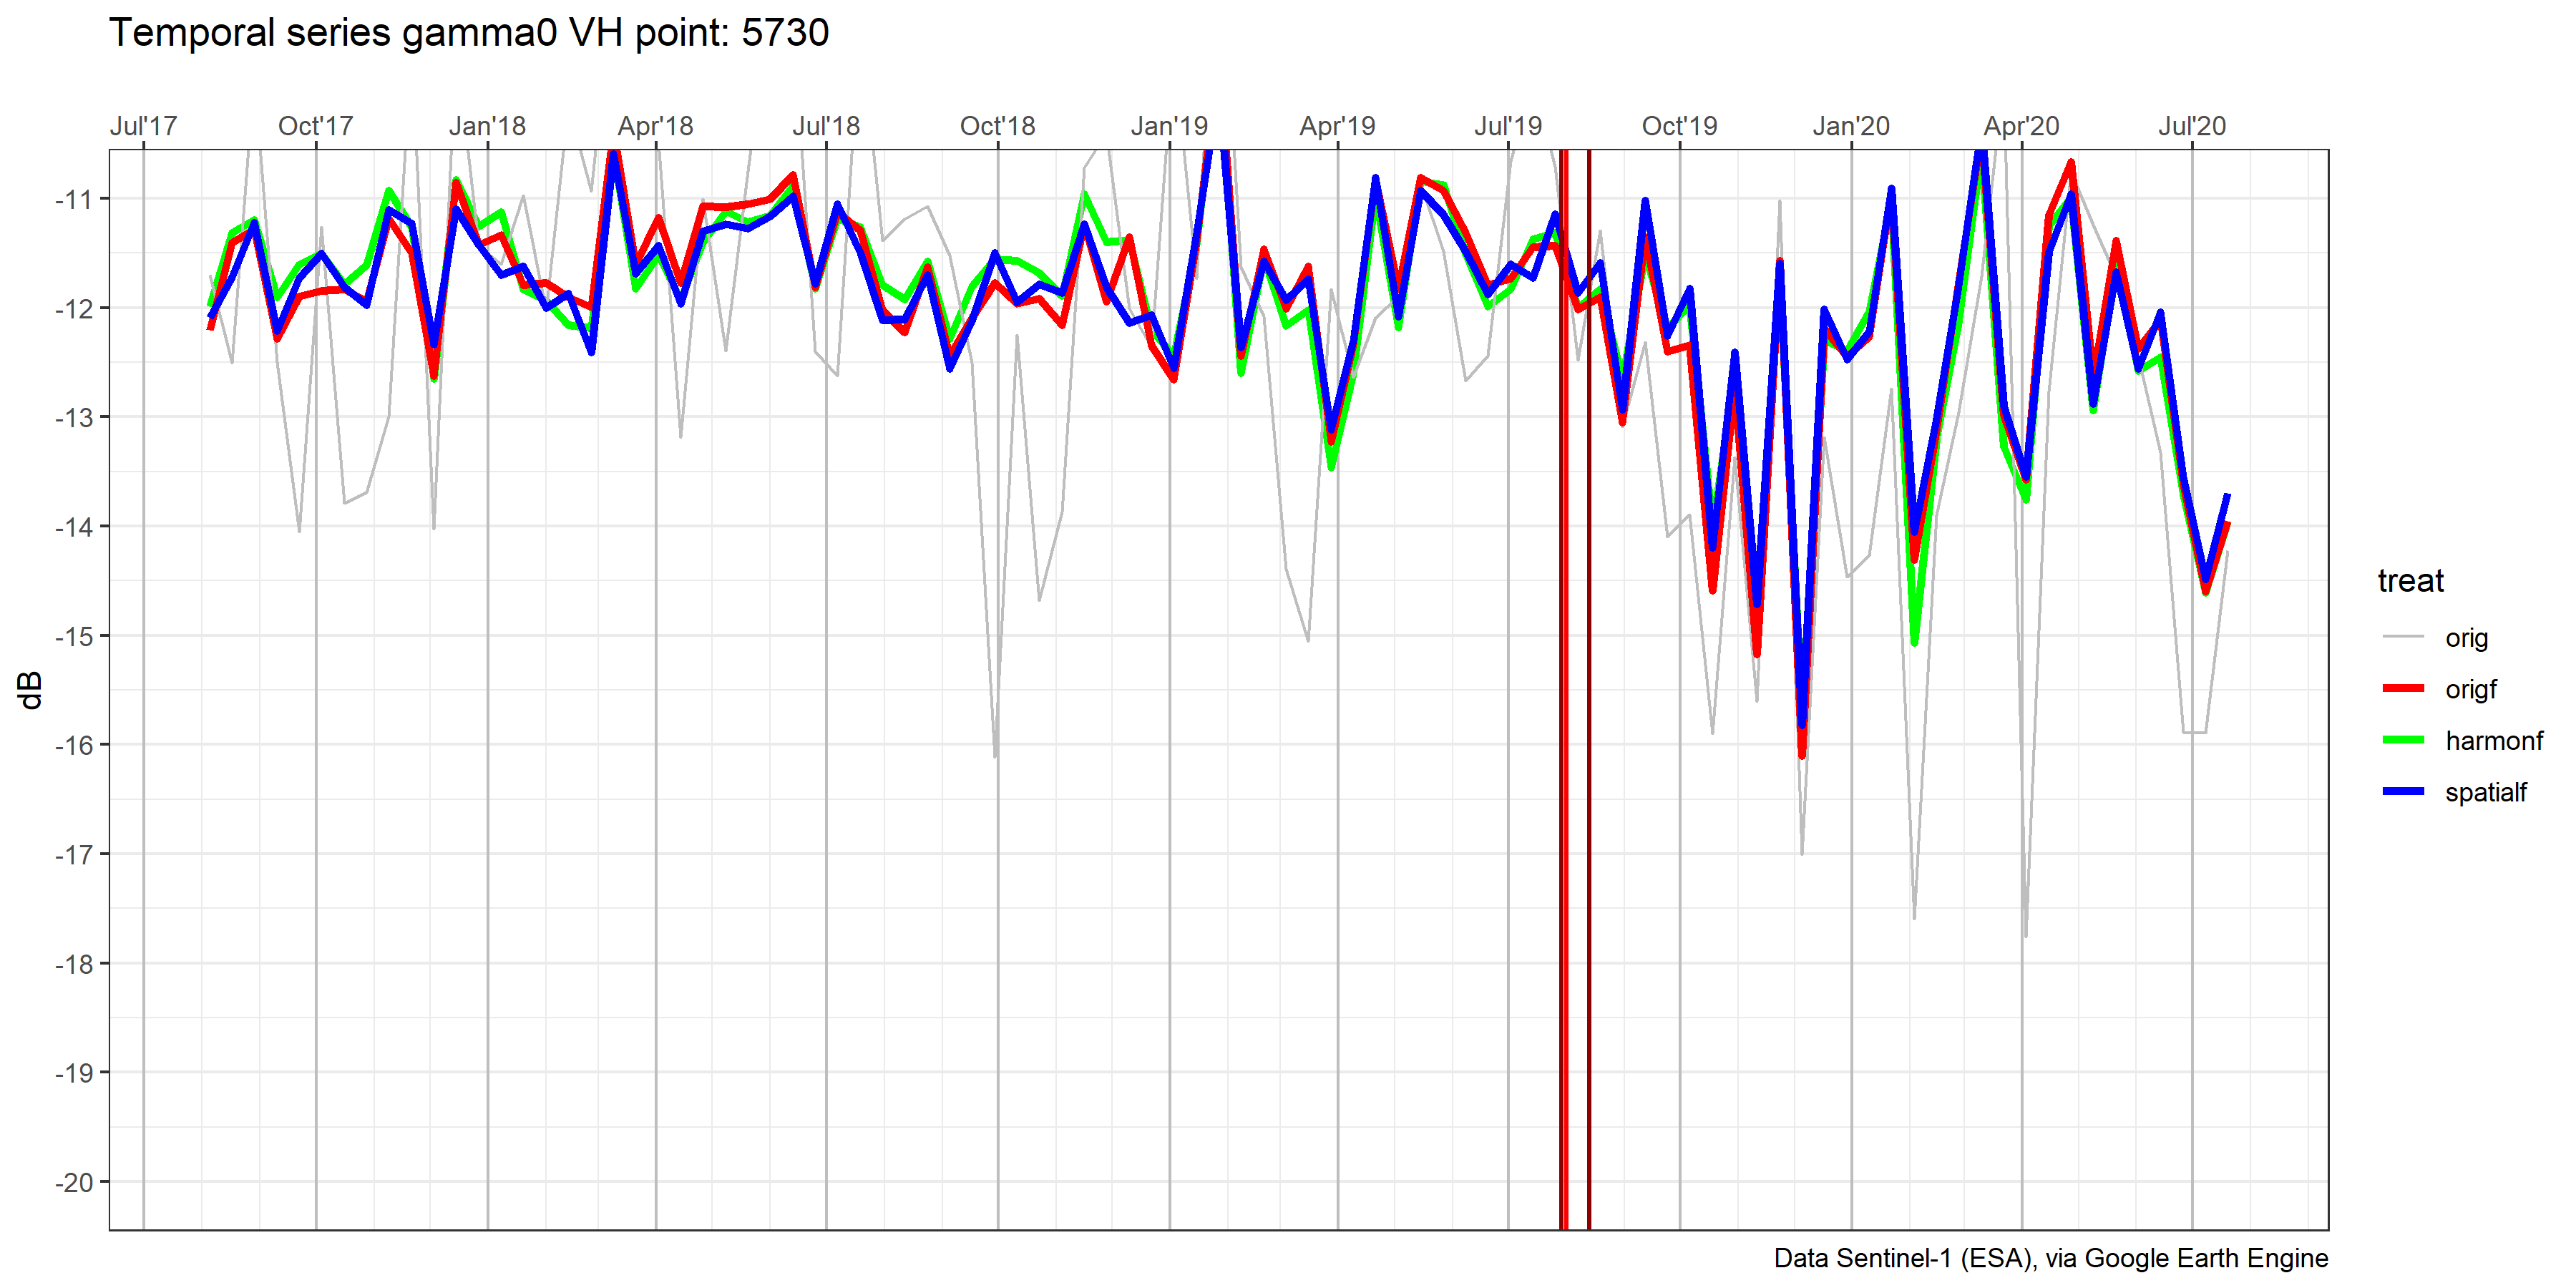 Temporal series gamma0 VH point: 5730
Jul'17 Oct'17 Jan'18 Apr'18 Jul'18 Oct'18 Jan'19 Apr'19 Jul'19 Oct'19 Jan'20 Apr'20 Jul'20
-11
-12
-13
-14
-15
-16
-17
-18
-19
-20
dB
treat
orig
origf
harmonf
spatialf
Data Sentinel-1 (ESA), via Google Earth Engine